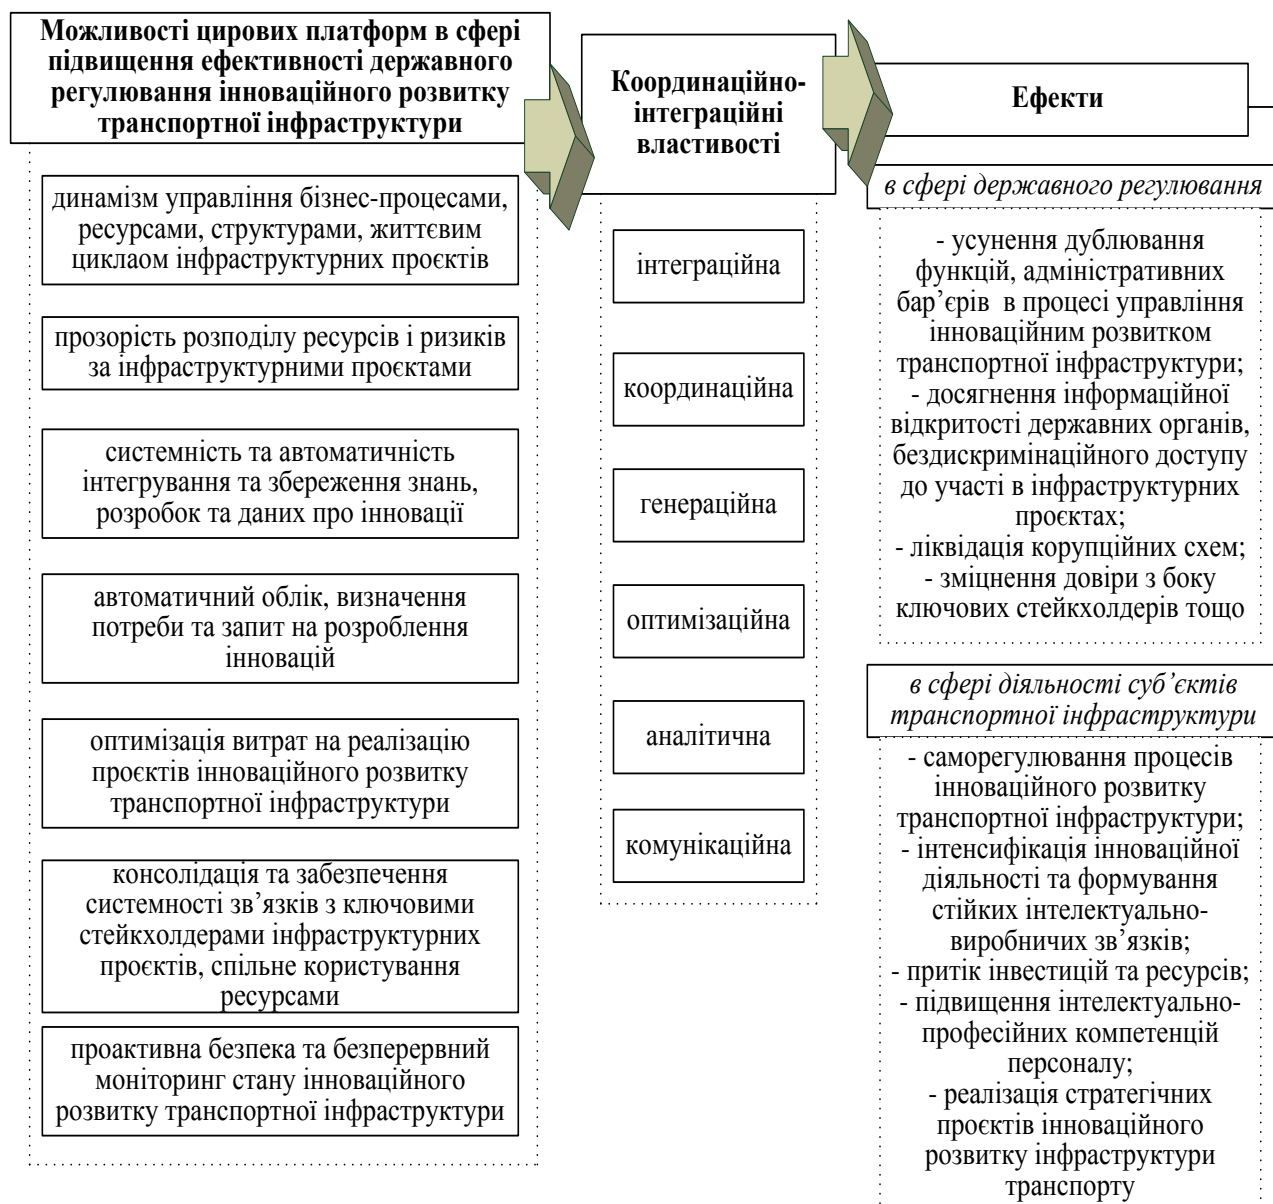 Можливості цирових платформ в сфері
підвищення ефективності державного
регулювання інноваційного розвитку
транспортної інфраструктури
динамізм управління бізнес-процесами,
ресурсами, структурами, життєвим
циклаом інфраструктурних проєктів
прозорість розподілу ресурсів і ризиків
за інфраструктурними проєктами
системність та автоматичність
інтегрування та збереження знань,
розробок та даних про інновації
автоматичний облік, визначення
потреби та запит на розроблення
інновацій
оптимізація витрат на реалізацію
проєктів інноваційного розвитку
транспортної інфраструктури
консолідація та забезпечення
системності зв’язків з ключовими
стейкхолдерами інфраструктурних
проєктів, спільне користування
ресурсами
проактивна безпека та безперервний
моніторинг стану інноваційного
розвитку транспортної інфраструктури
Координаційно-
інтеграційні
властивості
інтеграційна
координаційна
генераційна
оптимізаційна
аналітична
комунікаційна
Ефекти
в сфері державного регулювання
- усунення дублювання
функцій, адміністративних
бар’єрів в процесі управління
інноваційним розвитком
транспортної інфраструктури;
- досягнення інформаційної
відкритості державних органів,
бездискримінаційного доступу
до участі в інфраструктурних
проєктах;
- ліквідація корупційних схем;
- зміцнення довіри з боку
ключових стейкхолдерів тощо
в сфері діяльності суб’єктів
транспортної інфраструктури
- саморегулювання процесів
інноваційного розвитку
транспортної інфраструктури;
- інтенсифікація інноваційної
діяльності та формування
стійких інтелектуально-
виробничих зв’язків;
- притік інвестицій та ресурсів;
- підвищення інтелектуально-
професійних компетенцій
персоналу;
- реалізація стратегічних
проєктів інноваційного
розвитку інфраструктури
транспорту